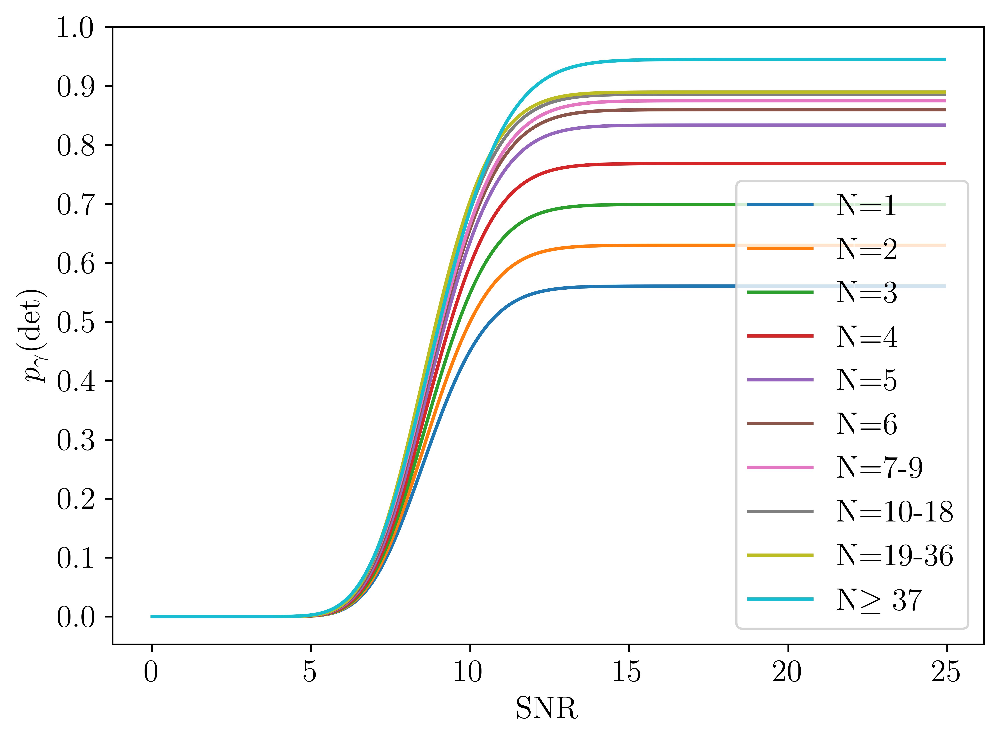 1.0
0.9
0.8
0.7
0.6
0.5
0.4
0.3
0.2
0.1
0.0
pγ(det)
N=1
N=2
N=3
N=4
N=5
N=6
N=7-9
N=10-18
N=19-36
N≥ 37
0 5 10 15 20 25
SNR